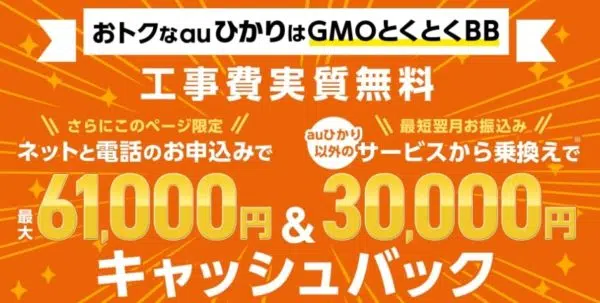 おトクなauひかりはGMOとくとくBB
工事費実質無料
さらにこのページ限定
ネットと電話のお申込みで
最大61,000円
&
最短翌月お振込み
auひかり以外のサービスから乗換えで※
30,000円
キャッシュバック